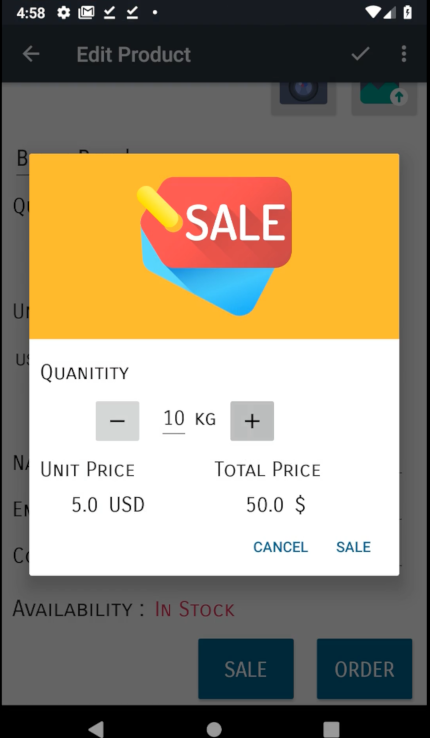 4:58
Edit Product
SALE
QUANITITY
− 10 KG +
UNIT PRICE TOTAL PRICE
5.0 USD 50.0 $
CANCEL SALE
AVAILABILITY : IN STOCK
SALE ORDER